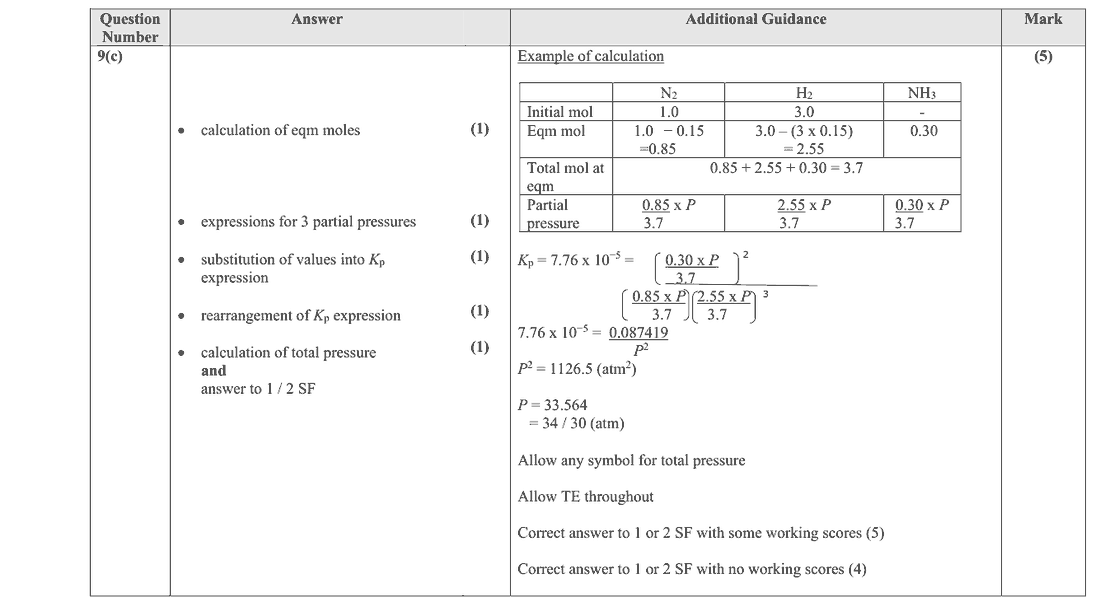 Question Number Answer Additional Guidance Mark
9(c) Example of calculation (5)
N₂ H₂ NH₃
Initial mol 1.0 3.0 -
• calculation of eqm moles (1) Eqm mol 1.0 – 0.15 3.0 – (3 x 0.15) 0.30
=0.85 = 2.55
Total mol at eqm 0.85 + 2.55 + 0.30 = 3.7
• expressions for 3 partial pressures (1) Partial pressure 0.85 x P 2.55 x P 0.30 x P
3.7 3.7 3.7
• substitution of values into Kp expression (1) Kp = 7.76 x 10⁻⁵ = (0.30 x P
3.7)²
(0.85 x P)(2.55 x P)³
3.7 3.7
• rearrangement of Kp expression (1)
7.76 x 10⁻⁵ = 0.087419
P²
• calculation of total pressure (1)
and
answer to 1 / 2 SF
P² = 1126.5 (atm²)
P = 33.564
= 34 / 30 (atm)
Allow any symbol for total pressure
Allow TE throughout
Correct answer to 1 or 2 SF with some working scores (5)
Correct answer to 1 or 2 SF with no working scores (4)